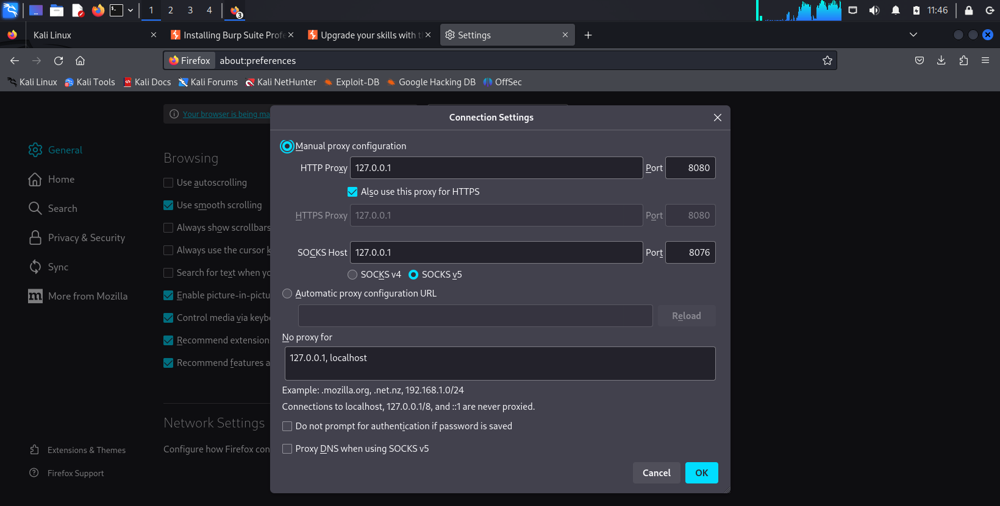 1 2 3 4 3 11:46
Kali Linux Installing Burp Suite Profe Upgrade your skills with th Settings
Firefox about:preferences
Kali Linux Kali Tools Kali Docs Kali Forums Kali NetHunter Exploit-DB Google Hacking DB OffSec
Your browser is being ma
General
Home
Search
Privacy & Security
Sync
More from Mozilla
Extensions & Themes
Firefox Support
Browsing
Use autoscrolling
Use smooth scrolling
Always show scrollbars
Always use the cursor k
Search for text when yo
Enable picture-in-pictu
Control media via keybo
Recommend extension
Recommend features a
Network Settings
Configure how Firefox con
Connection Settings
Manual proxy configuration
HTTP Proxy 127.0.0.1 Port 8080
Also use this proxy for HTTPS
HTTPS Proxy 127.0.0.1 Port 8080
SOCKS Host 127.0.0.1 Port 8076
SOCKS v4 SOCKS v5
Automatic proxy configuration URL
Reload
No proxy for
127.0.0.1, localhost
Example: .mozilla.org, .net.nz, 192.168.1.0/24
Connections to localhost, 127.0.0.1/8, and ::1 are never proxied.
Do not prompt for authentication if password is saved
Proxy DNS when using SOCKS v5
Cancel OK